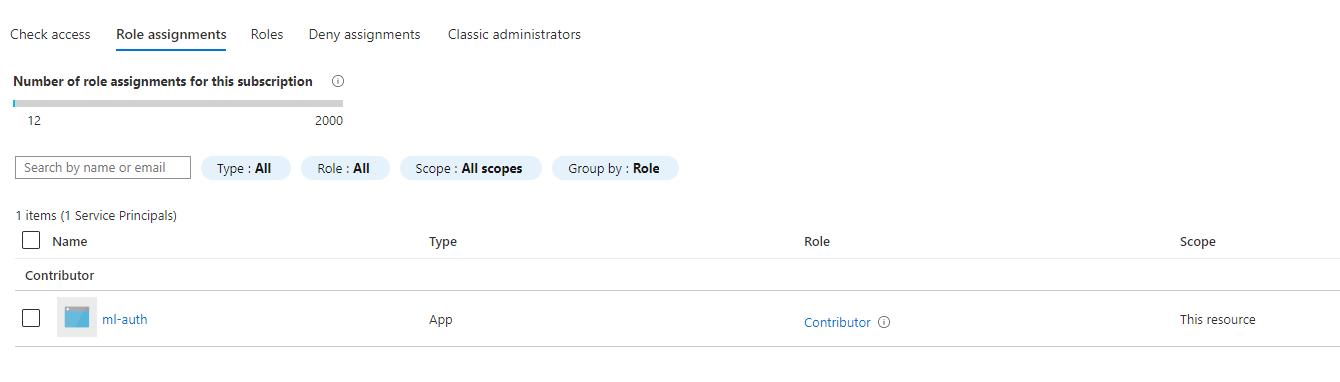 Check access Role assignments Roles Deny assignments Classic administrators
Number of role assignments for this subscription
12 2000
Search by name or email Type : All Role : All Scope : All scopes Group by : Role
1 items (1 Service Principals)
Name Type Role Scope
Contributor
ml-auth App Contributor This resource